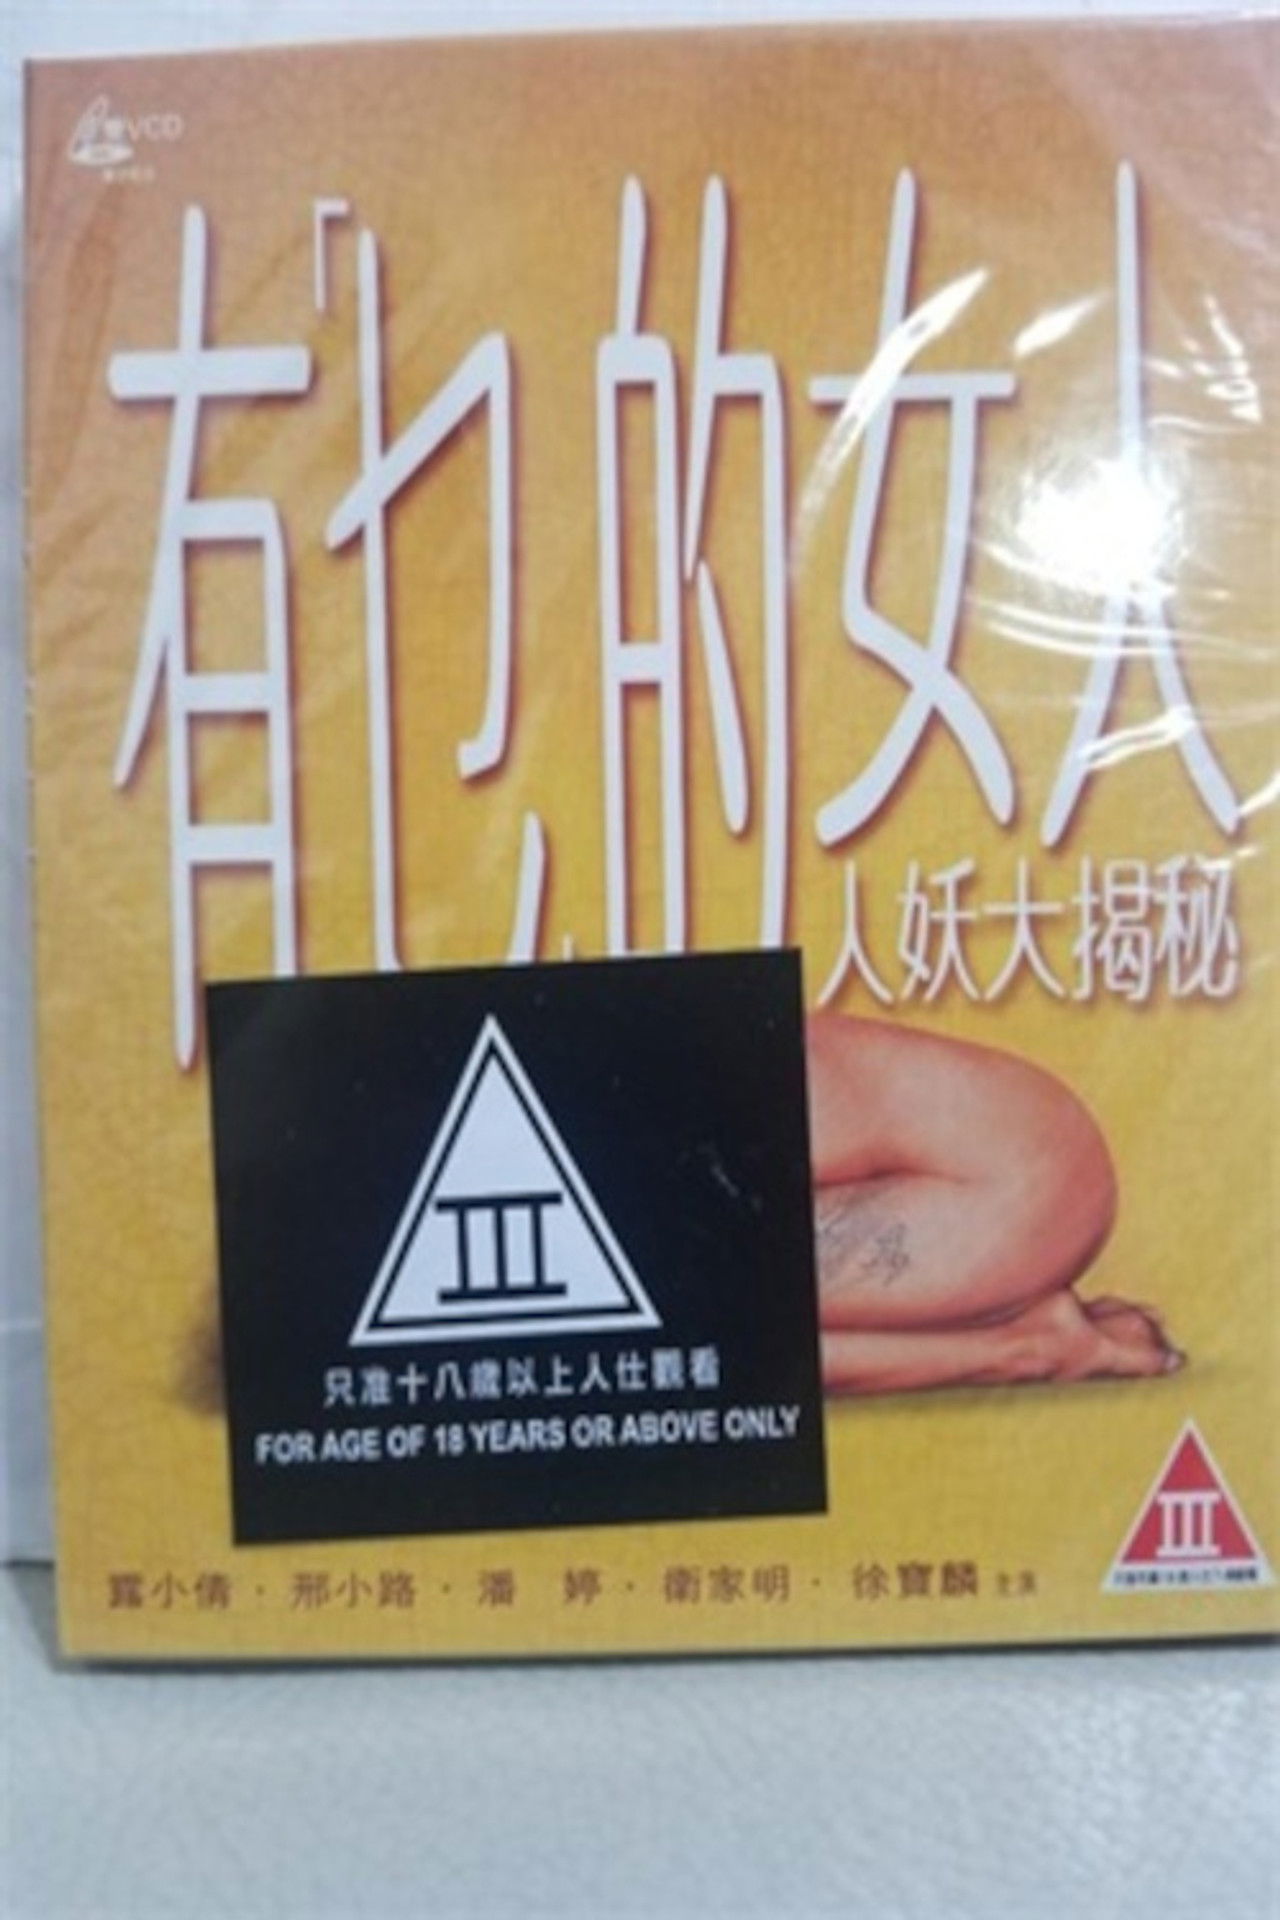 VCD
有「乜」的女人
人妖大揭秘
III
只准十八歲以上人仕觀看
FOR AGE OF 18 YEARS OR ABOVE ONLY
III
露小倩 · 邢小路 · 潘 婷 · 衛家明 · 徐寶麟 主演